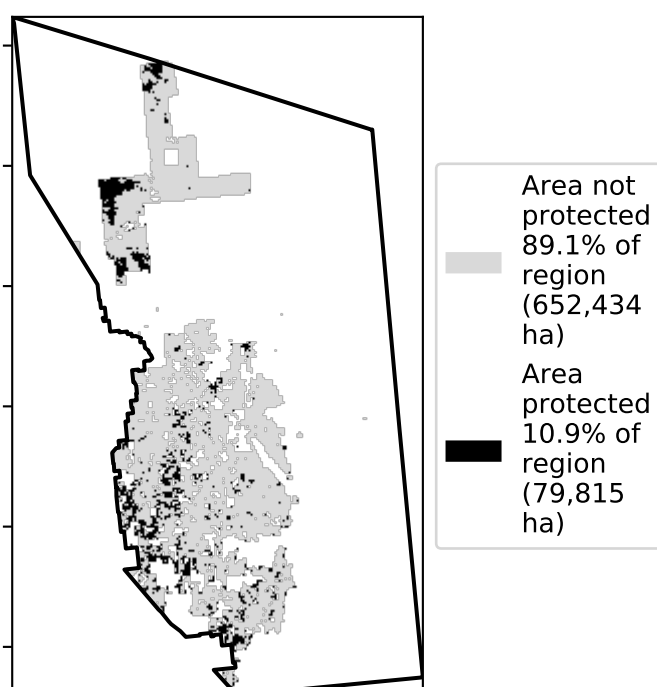 Area not
protected
89.1% of
region
(652,434
ha)
Area
protected
10.9% of
region
(79,815
ha)